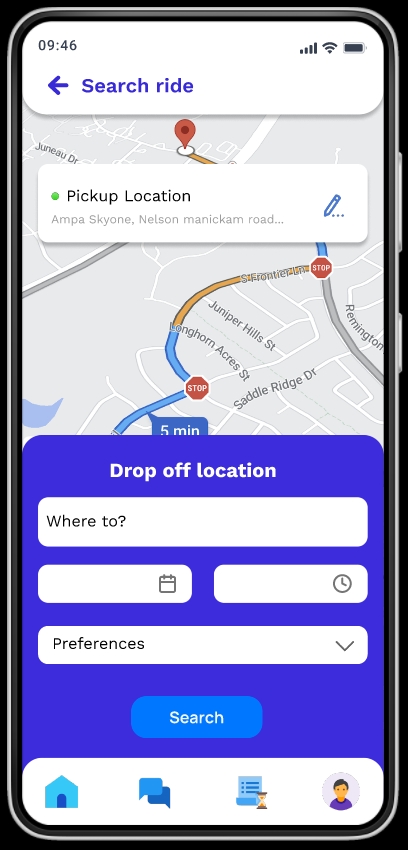 09:46
Search ride
Juneau Dr
Pickup Location
Ampa Skyone, Nelson manickam road...
STOP
S Frontier Ln
Juniper Hills St
Remington
Longhorn Acres St
Saddle Ridge Dr
STOP
5 min
Drop off location
Where to?
Preferences
Search